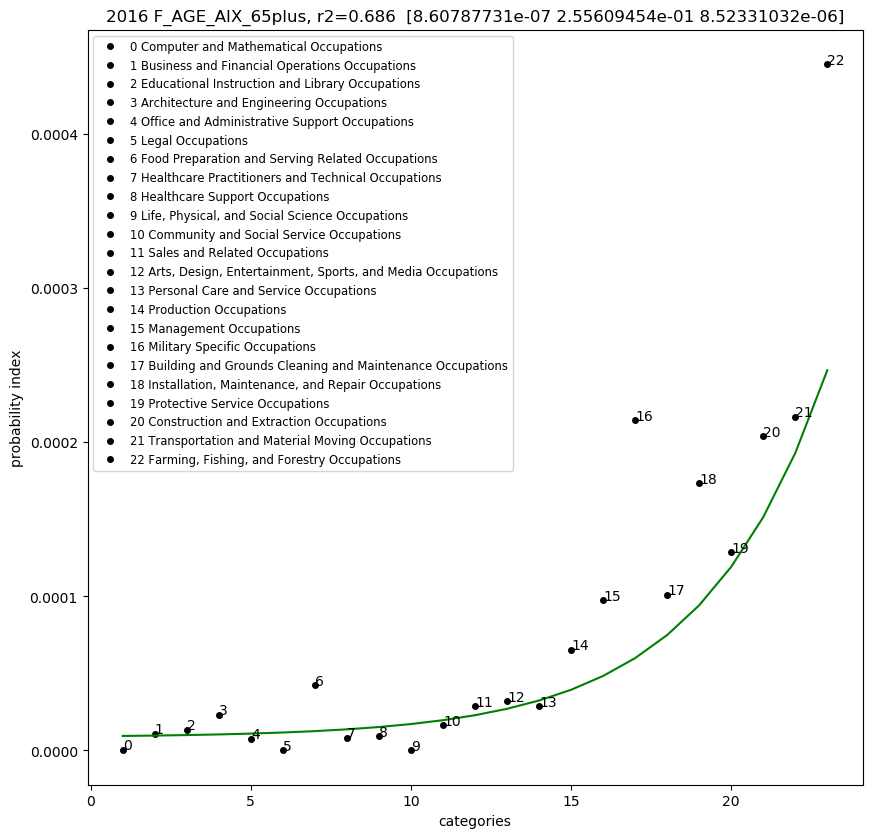 2016 F_AGE_AIX_65plus, r2=0.686 [8.60787731e-07 2.55609454e-01 8.52331032e-06]
0 Computer and Mathematical Occupations
1 Business and Financial Operations Occupations
2 Educational Instruction and Library Occupations
3 Architecture and Engineering Occupations
4 Office and Administrative Support Occupations
5 Legal Occupations
6 Food Preparation and Serving Related Occupations
7 Healthcare Practitioners and Technical Occupations
8 Healthcare Support Occupations
9 Life, Physical, and Social Science Occupations
10 Community and Social Service Occupations
11 Sales and Related Occupations
12 Arts, Design, Entertainment, Sports, and Media Occupations
13 Personal Care and Service Occupations
14 Production Occupations
15 Management Occupations
16 Military Specific Occupations
17 Building and Grounds Cleaning and Maintenance Occupations
18 Installation, Maintenance, and Repair Occupations
19 Protective Service Occupations
20 Construction and Extraction Occupations
21 Transportation and Material Moving Occupations
22 Farming, Fishing, and Forestry Occupations
probability index
0.0004
0.0003
0.0002
0.0001
0.0000
0
1
2
3
4
5
6
7
8
9
10
11
12
13
14
15
16
17
18
19
20
21
22
0
5
10
15
20
categories